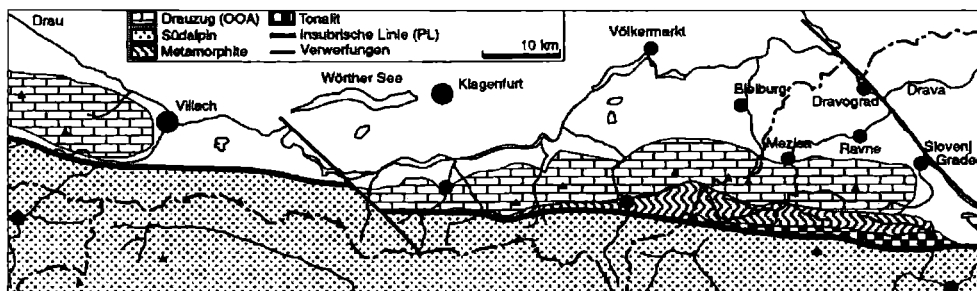 Drau
Drauzug (OOA)
Südalpin
Metamorphite
Tonalit
Insubrische Linie (PL)
Verwerfungen
10 km
Völkermarkt
Wörther See
Klagenfurt
Villach
Bleiburg
Dravograd
Drava
Mezica
Ravne
Slovenj
Gradec